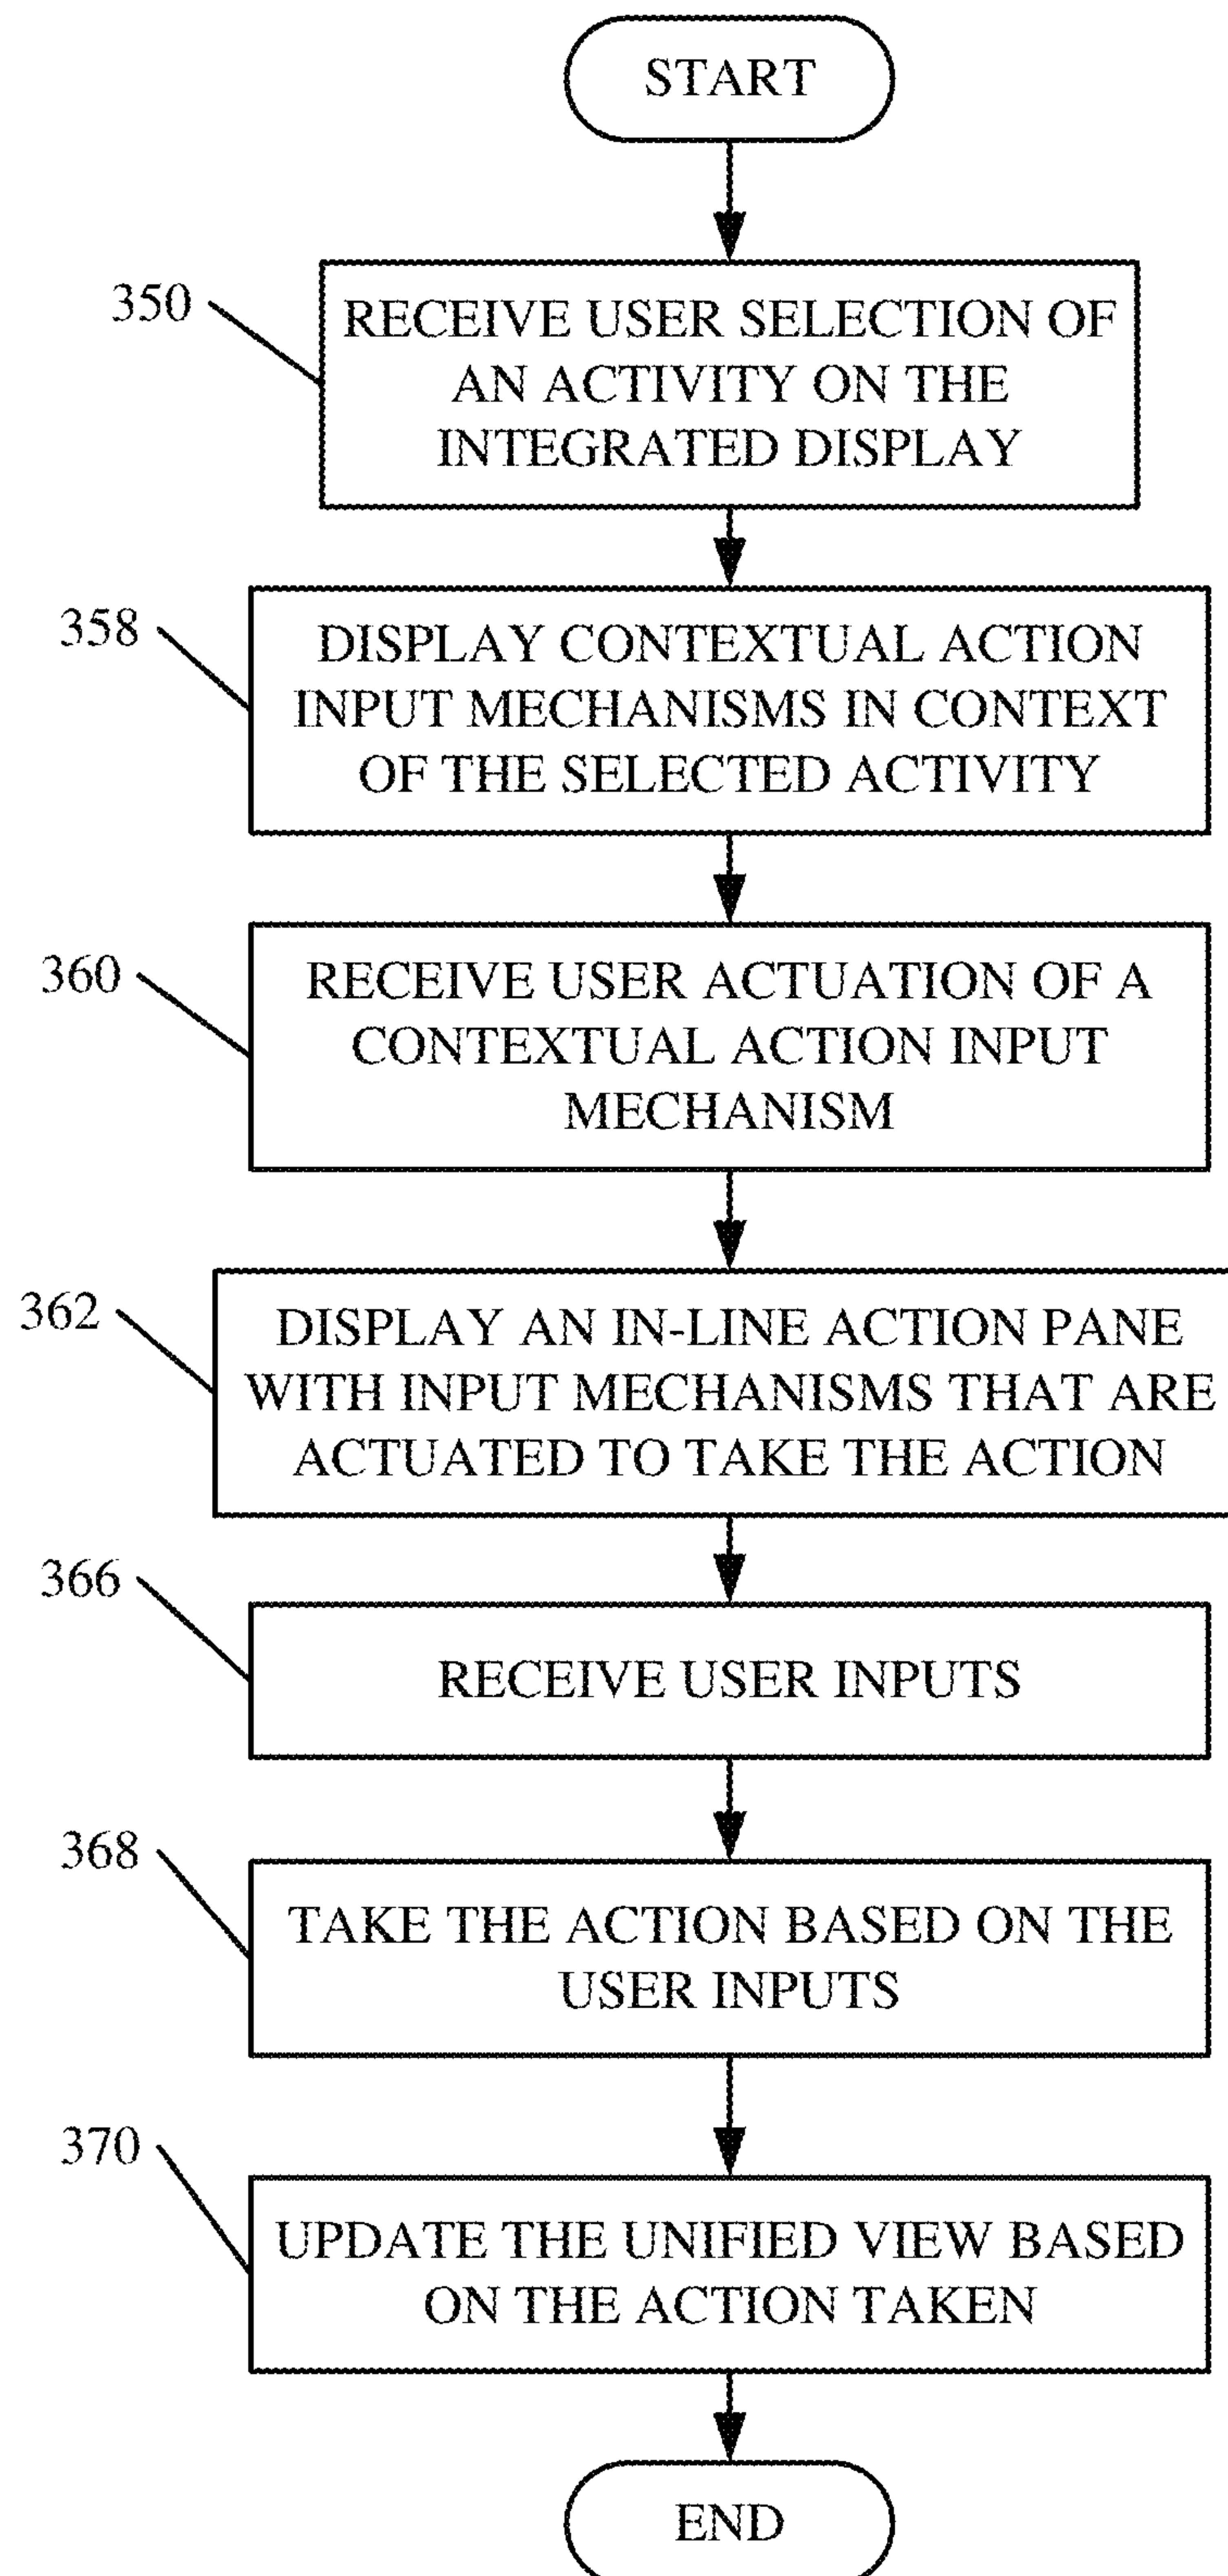 START
350
RECEIVE USER SELECTION OF
AN ACTIVITY ON THE
INTEGRATED DISPLAY
358
DISPLAY CONTEXTUAL ACTION
INPUT MECHANISMS IN CONTEXT
OF THE SELECTED ACTIVITY
360
RECEIVE USER ACTUATION OF A
CONTEXTUAL ACTION INPUT
MECHANISM
362
DISPLAY AN IN-LINE ACTION PANE
WITH INPUT MECHANISMS THAT ARE
ACTUATED TO TAKE THE ACTION
366
RECEIVE USER INPUTS
368
TAKE THE ACTION BASED ON THE
USER INPUTS
370
UPDATE THE UNIFIED VIEW BASED
ON THE ACTION TAKEN
END